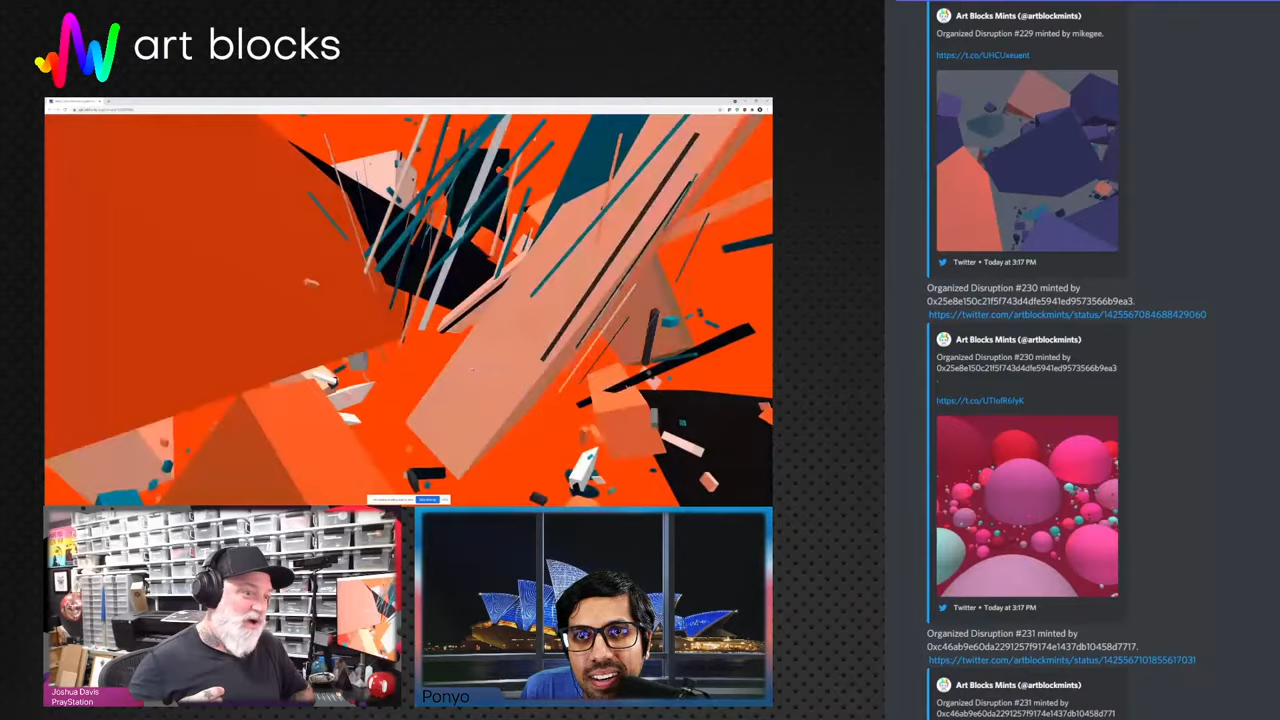 art blocks
Joshua Davis
PrayStation
Ponyo
Art Blocks Mints (@artblockmints)
Organized Disruption #229 minted by mikegee.
https://t.co/UHCUxeuent
Twitter • Today at 3:17 PM
Organized Disruption #230 minted by
0x25e8e150c21f5f743d4dfe5941ed9573566b9ea3.
https://twitter.com/artblockmints/status/1425567084688429060
Art Blocks Mints (@artblockmints)
Organized Disruption #230 minted by
0x25e8e150c21f5f743d4dfe5941ed9573566b9ea3
.
https://t.co/UTlofR6lyK
Twitter • Today at 3:17 PM
Organized Disruption #231 minted by
0xc46ab9e60da2291257f9174e1437db10458d7717.
https://twitter.com/artblockmints/status/1425567101855617031
Art Blocks Mints (@artblockmints)
Organized Disruption #231 minted by
0xc46ab9e60da2291257f9174e1437db10458d771